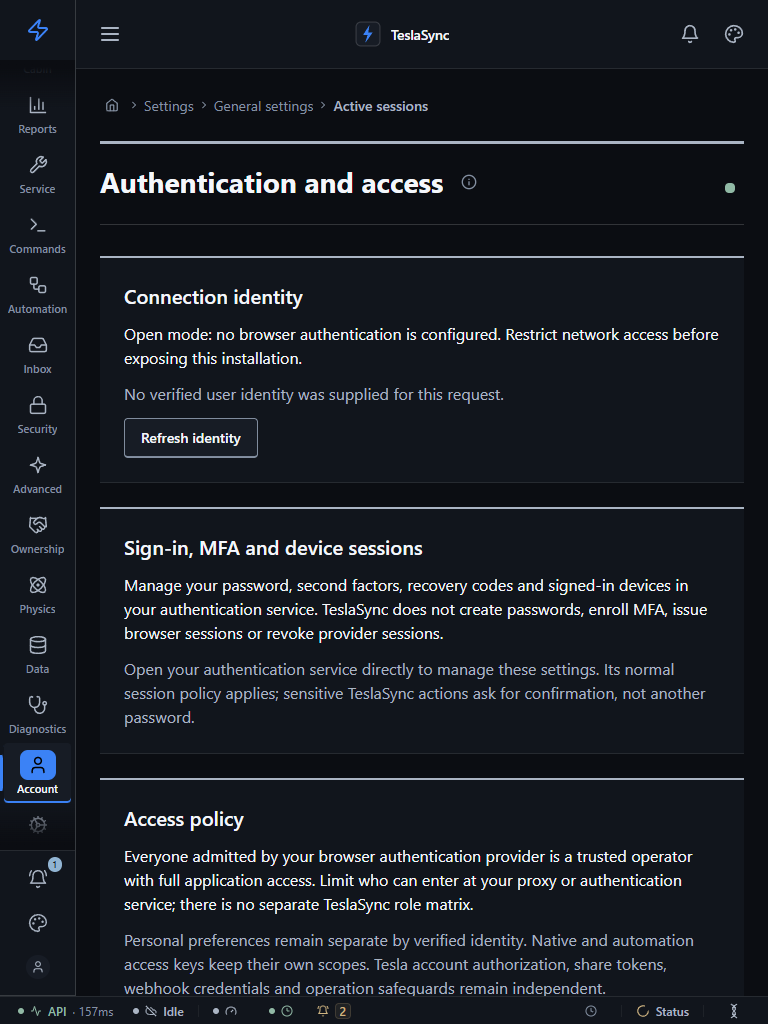 TeslaSync
Settings > General settings > Active sessions
Authentication and access
Reports
Service
Commands
Automation
Inbox
Security
Advanced
Ownership
Physics
Data
Diagnostics
Account
1
Connection identity
Open mode: no browser authentication is configured. Restrict network access before
exposing this installation.
No verified user identity was supplied for this request.
Refresh identity
Sign-in, MFA and device sessions
Manage your password, second factors, recovery codes and signed-in devices in
your authentication service. TeslaSync does not create passwords, enroll MFA, issue
browser sessions or revoke provider sessions.
Open your authentication service directly to manage these settings. Its normal
session policy applies; sensitive TeslaSync actions ask for confirmation, not another
password.
Access policy
Everyone admitted by your browser authentication provider is a trusted operator
with full application access. Limit who can enter at your proxy or authentication
service; there is no separate TeslaSync role matrix.
Personal preferences remain separate by verified identity. Native and automation
access keys keep their own scopes. Tesla account authorization, share tokens,
webhook credentials and operation safeguards remain independent.
API · 157ms Idle 2 Status